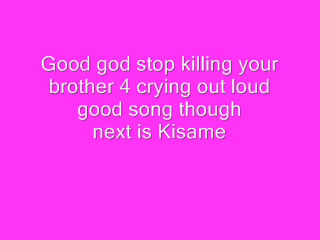 Good god stop killing your
brother 4 crying out loud
good song though
next is Kisame